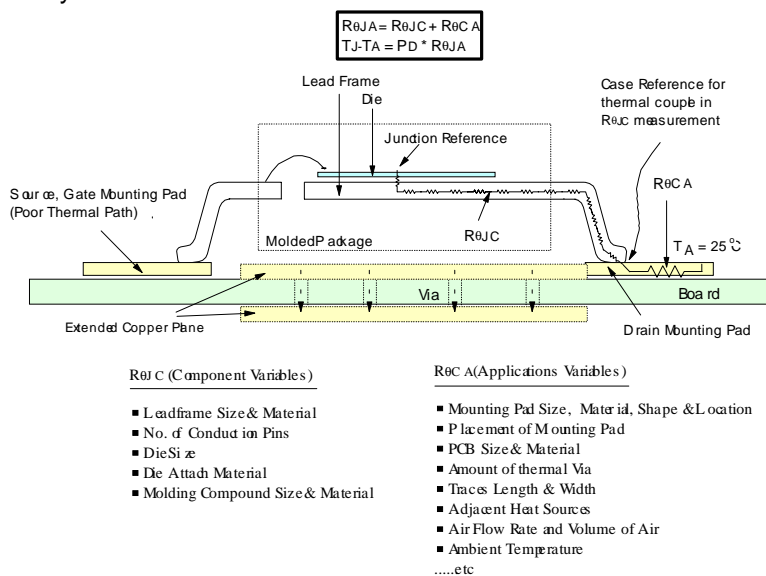 RθJA = RθJC + RθCA
TJ-TA = PD * RθJA
Lead Frame
Die
Junction Reference
Case Reference for
thermal couple in
RθJC measurement
Source, Gate Mounting Pad
(Poor Thermal Path)
RθCA
RθJC
TA = 25°C
Molded Package
Via
Board
Extended Copper Plane
Drain Mounting Pad
RθJC (Component Variables)
■ Leadframe Size & Material
■ No. of Conduction Pins
■ Die Size
■ Die Attach Material
■ Molding Compound Size & Material
RθCA (Applications Variables)
■ Mounting Pad Size, Material, Shape & Location
■ Placement of Mounting Pad
■ PCB Size & Material
■ Amount of thermal Via
■ Traces Length & Width
■ Adjacent Heat Sources
■ Air Flow Rate and Volume of Air
■ Ambient Temperature
.....etc